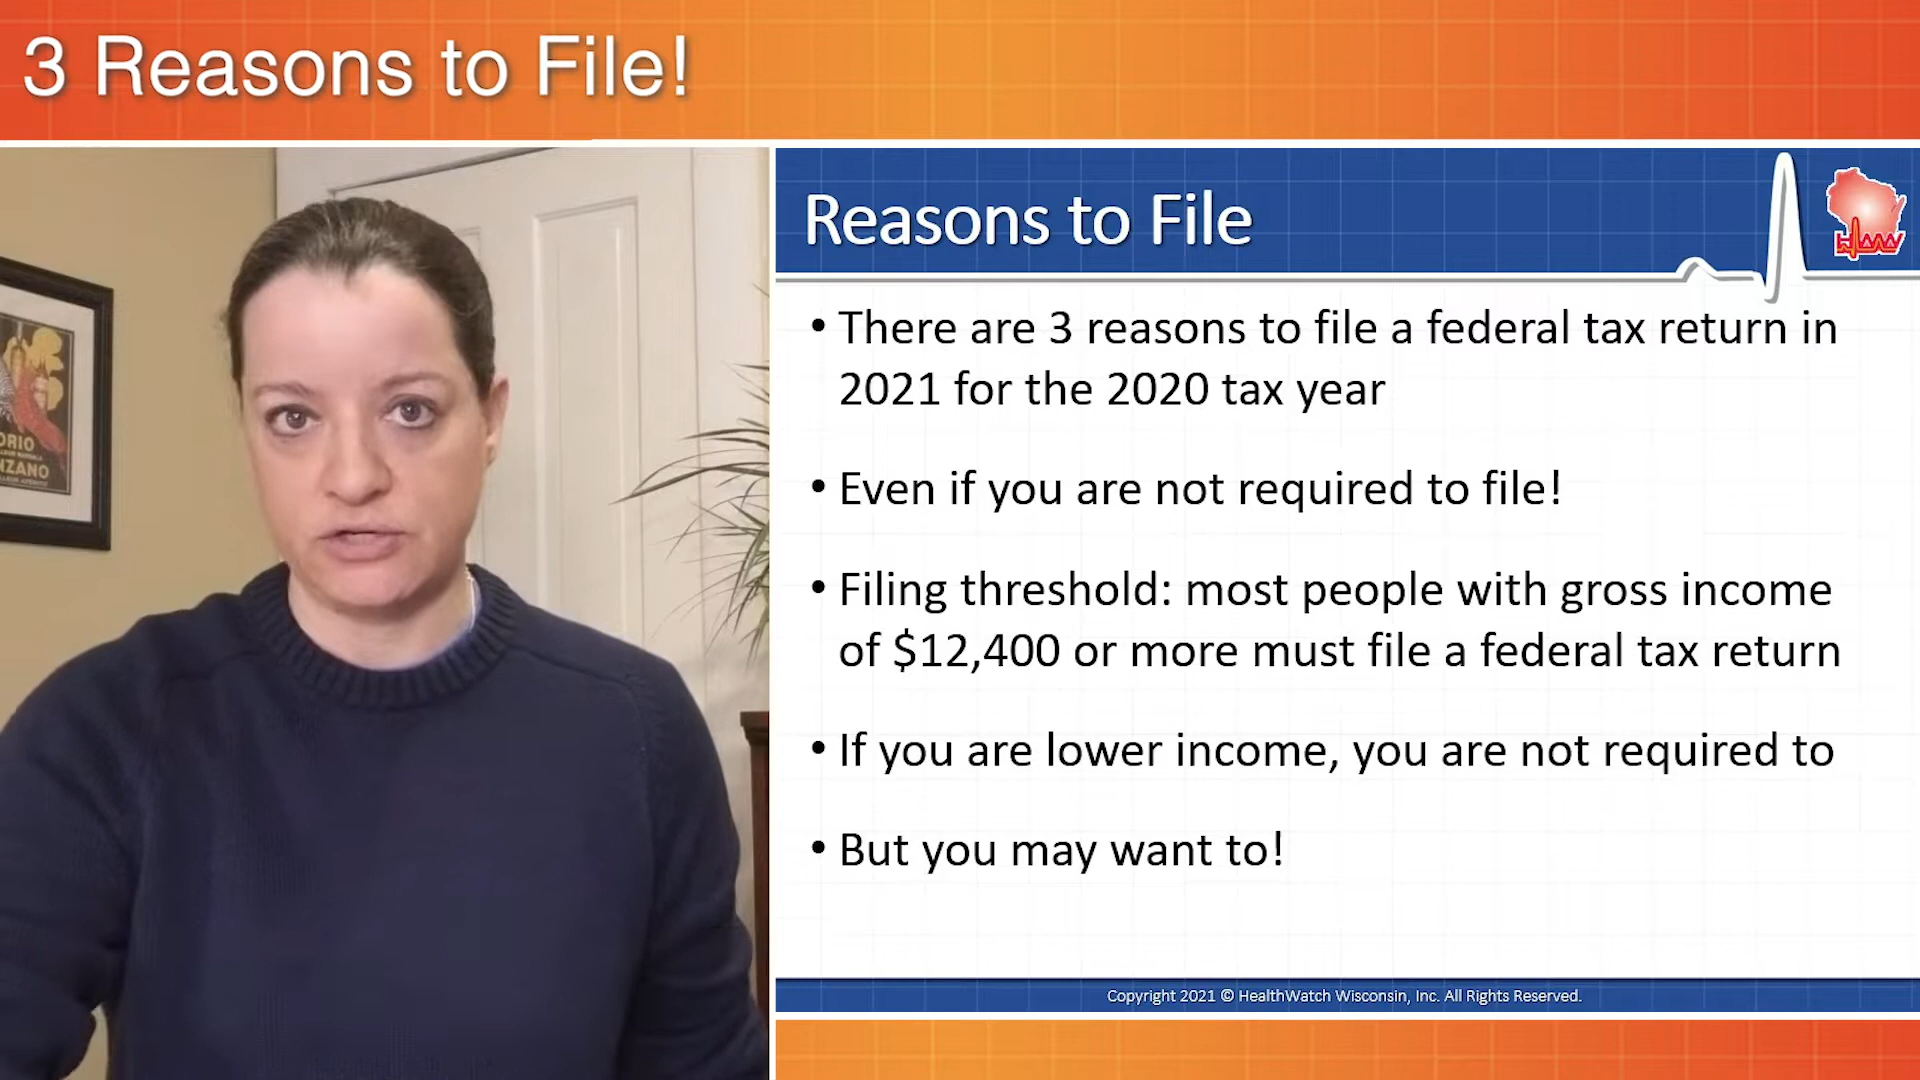 3 Reasons to File!
Reasons to File
• There are 3 reasons to file a federal tax return in
2021 for the 2020 tax year
• Even if you are not required to file!
• Filing threshold: most people with gross income
of $12,400 or more must file a federal tax return
• If you are lower income, you are not required to
• But you may want to!
Copyright 2021 © HealthWatch Wisconsin, Inc. All Rights Reserved.
ORIO
NZANO